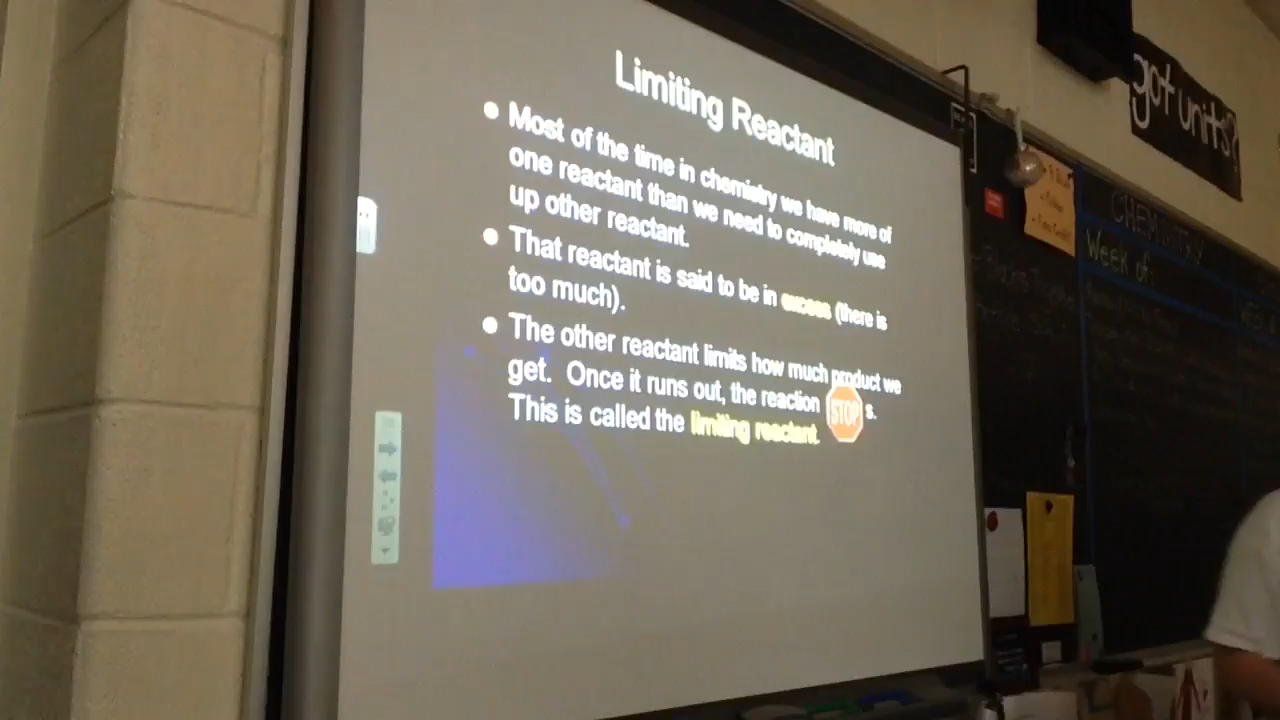 Limiting Reactant
• Most of the time in chemistry we have more of
one reactant than we need to completely use
up other reactant.
• That reactant is said to be in excess (there is
too much).
• The other reactant limits how much product we
get. Once it runs out, the reaction STOP s.
This is called the limiting reactant.
got units?
CHEMISTRY
Week of: